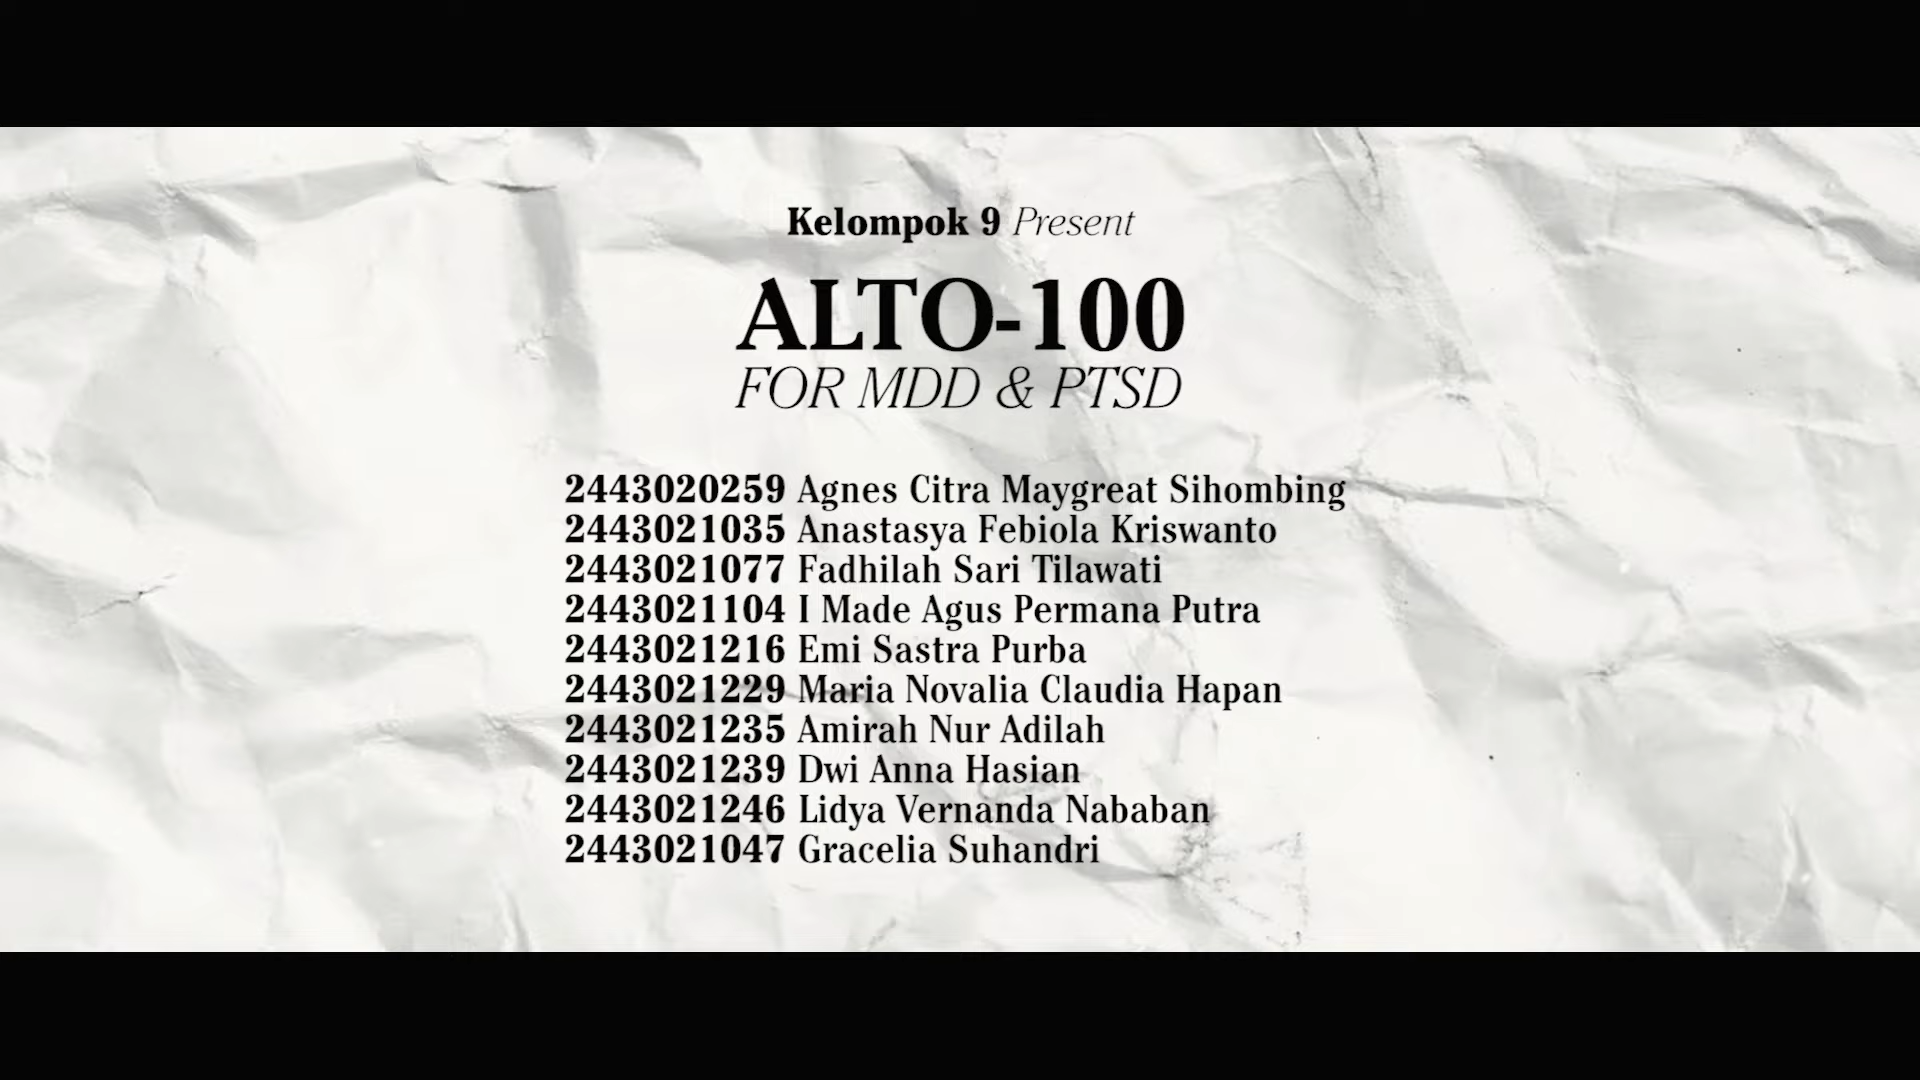 Kelompok 9 Present
ALTO-100
FOR MDD & PTSD
2443020259 Agnes Citra Maygreat Sihombing
2443021035 Anastasya Febiola Kriswanto
2443021077 Fadhilah Sari Tilawati
2443021104 I Made Agus Permana Putra
2443021216 Emi Sastra Purba
2443021229 Maria Novalia Claudia Hapan
2443021235 Amirah Nur Adilah
2443021239 Dwi Anna Hasian
2443021246 Lidya Vernanda Nababan
2443021047 Gracelia Suhandri